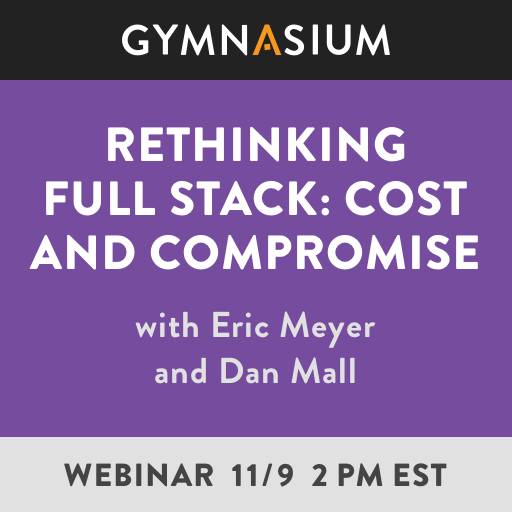 GYMNASIUM
RETHINKING
FULL STACK: COST
AND COMPROMISE
with Eric Meyer
and Dan Mall
WEBINAR 11/9 2 PM EST